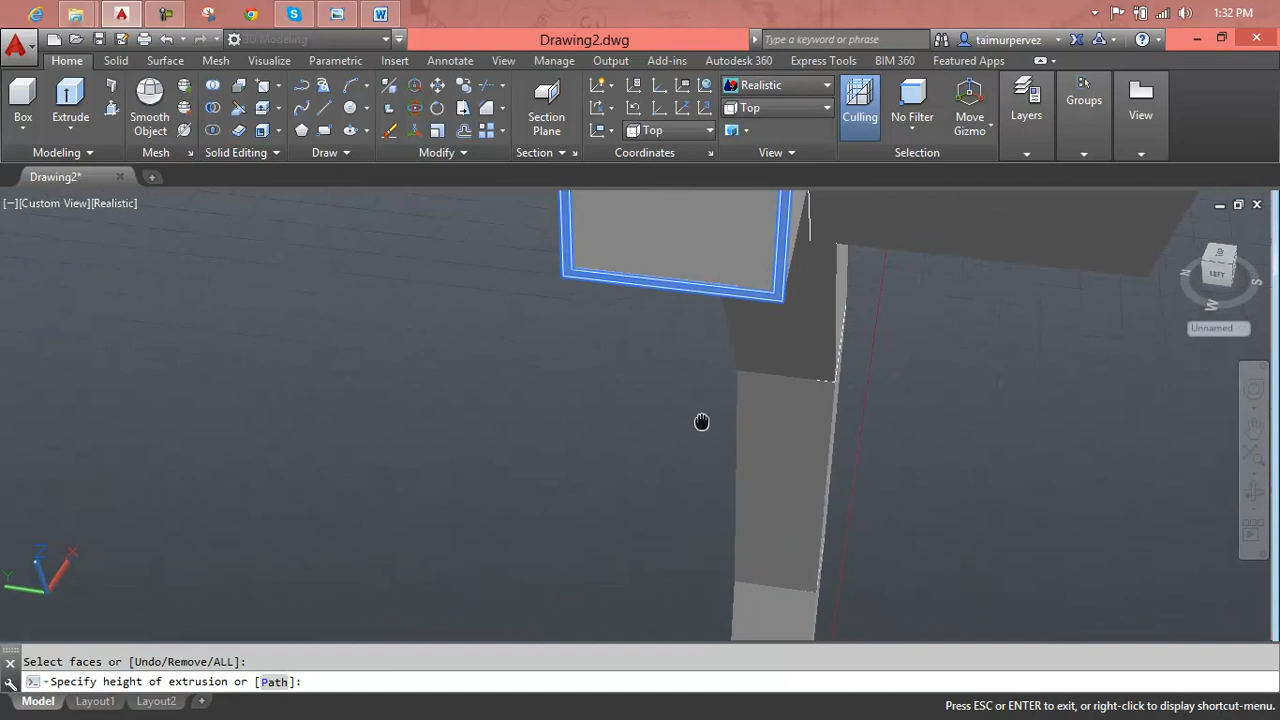 1:32 PM
3D Modeling
Drawing2.dwg
Type a keyword or phrase
taimurpervez
Home Solid Surface Mesh Visualize Parametric Insert Annotate View Manage Output Add-ins Autodesk 360 Express Tools BIM 360 Featured Apps
Realistic
Top
Top
Box Extrude Smooth Object Section Plane Culling No Filter Move Gizmo Layers Groups View
Modeling Mesh Solid Editing Draw Modify Section Coordinates View Selection
Drawing2*
[−][Custom View][Realistic]
N
LEFT
S
W
Unnamed
Z
X
Y
Select faces or [Undo/Remove/ALL]:
Specify height of extrusion or [Path]:
Model Layout1 Layout2 +
Press ESC or ENTER to exit, or right-click to display shortcut-menu.